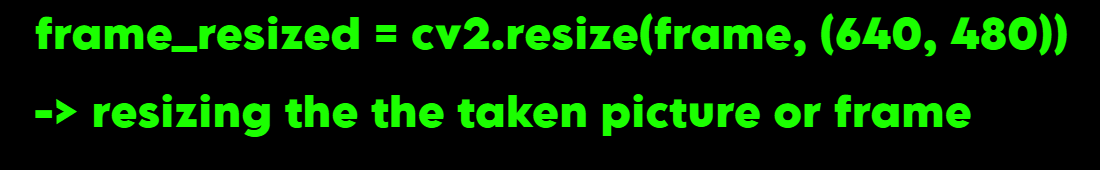 frame_resized = cv2.resize(frame, (640, 480))
-> resizing the the taken picture or frame